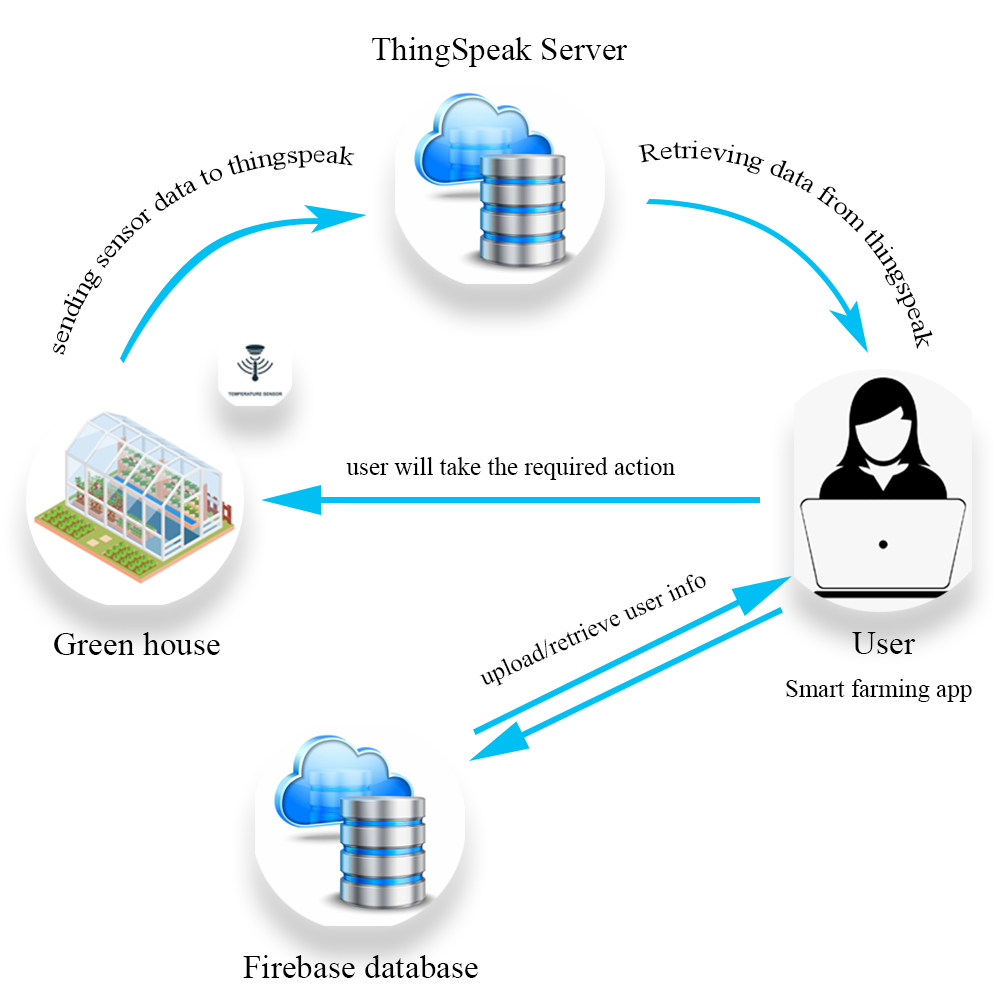 ThingSpeak Server
sending sensor data to thingspeak
Retrieving data from thingspeak
TEMPERATURE SENSOR
user will take the required action
Green house
upload/retrieve user info
User
Smart farming app
Firebase database